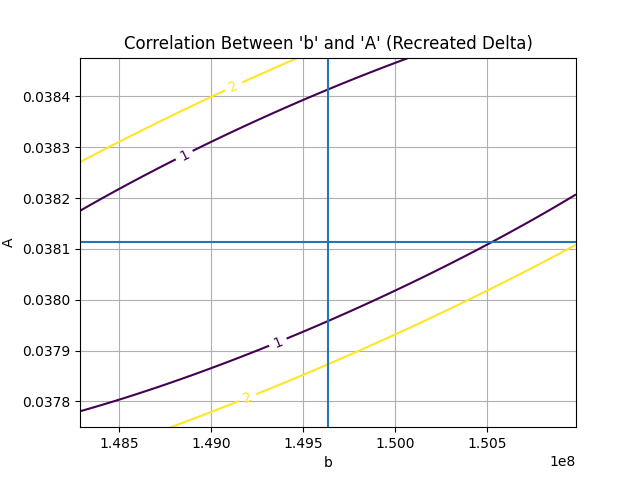 Correlation Between 'b' and 'A' (Recreated Delta)
0.0384
0.0383
0.0382
0.0381
0.0380
0.0379
0.0378
A
2
1
1
2
1.485 1.490 1.495 1.500 1.505
1e8
b